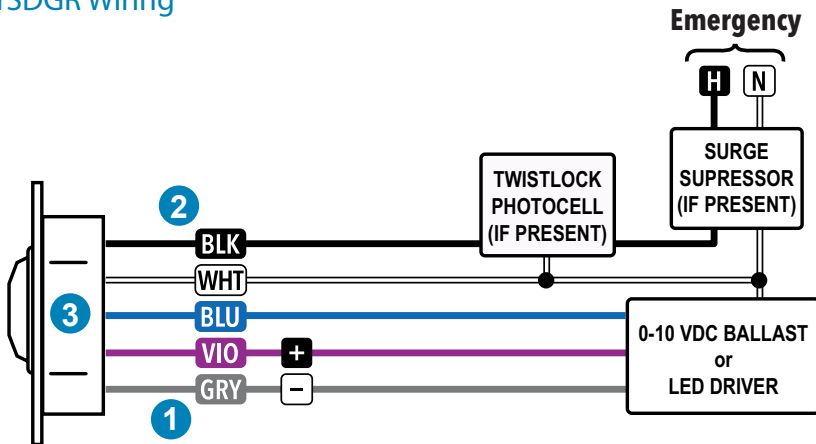 Wiring
Emergency
H N
SURGE
SUPRESSOR
(IF PRESENT)
TWISTLOCK
PHOTOCELL
(IF PRESENT)
2
BLK
WHT
3
BLU
VIO +
GRY -
1
0-10 VDC BALLAST
or
LED DRIVER